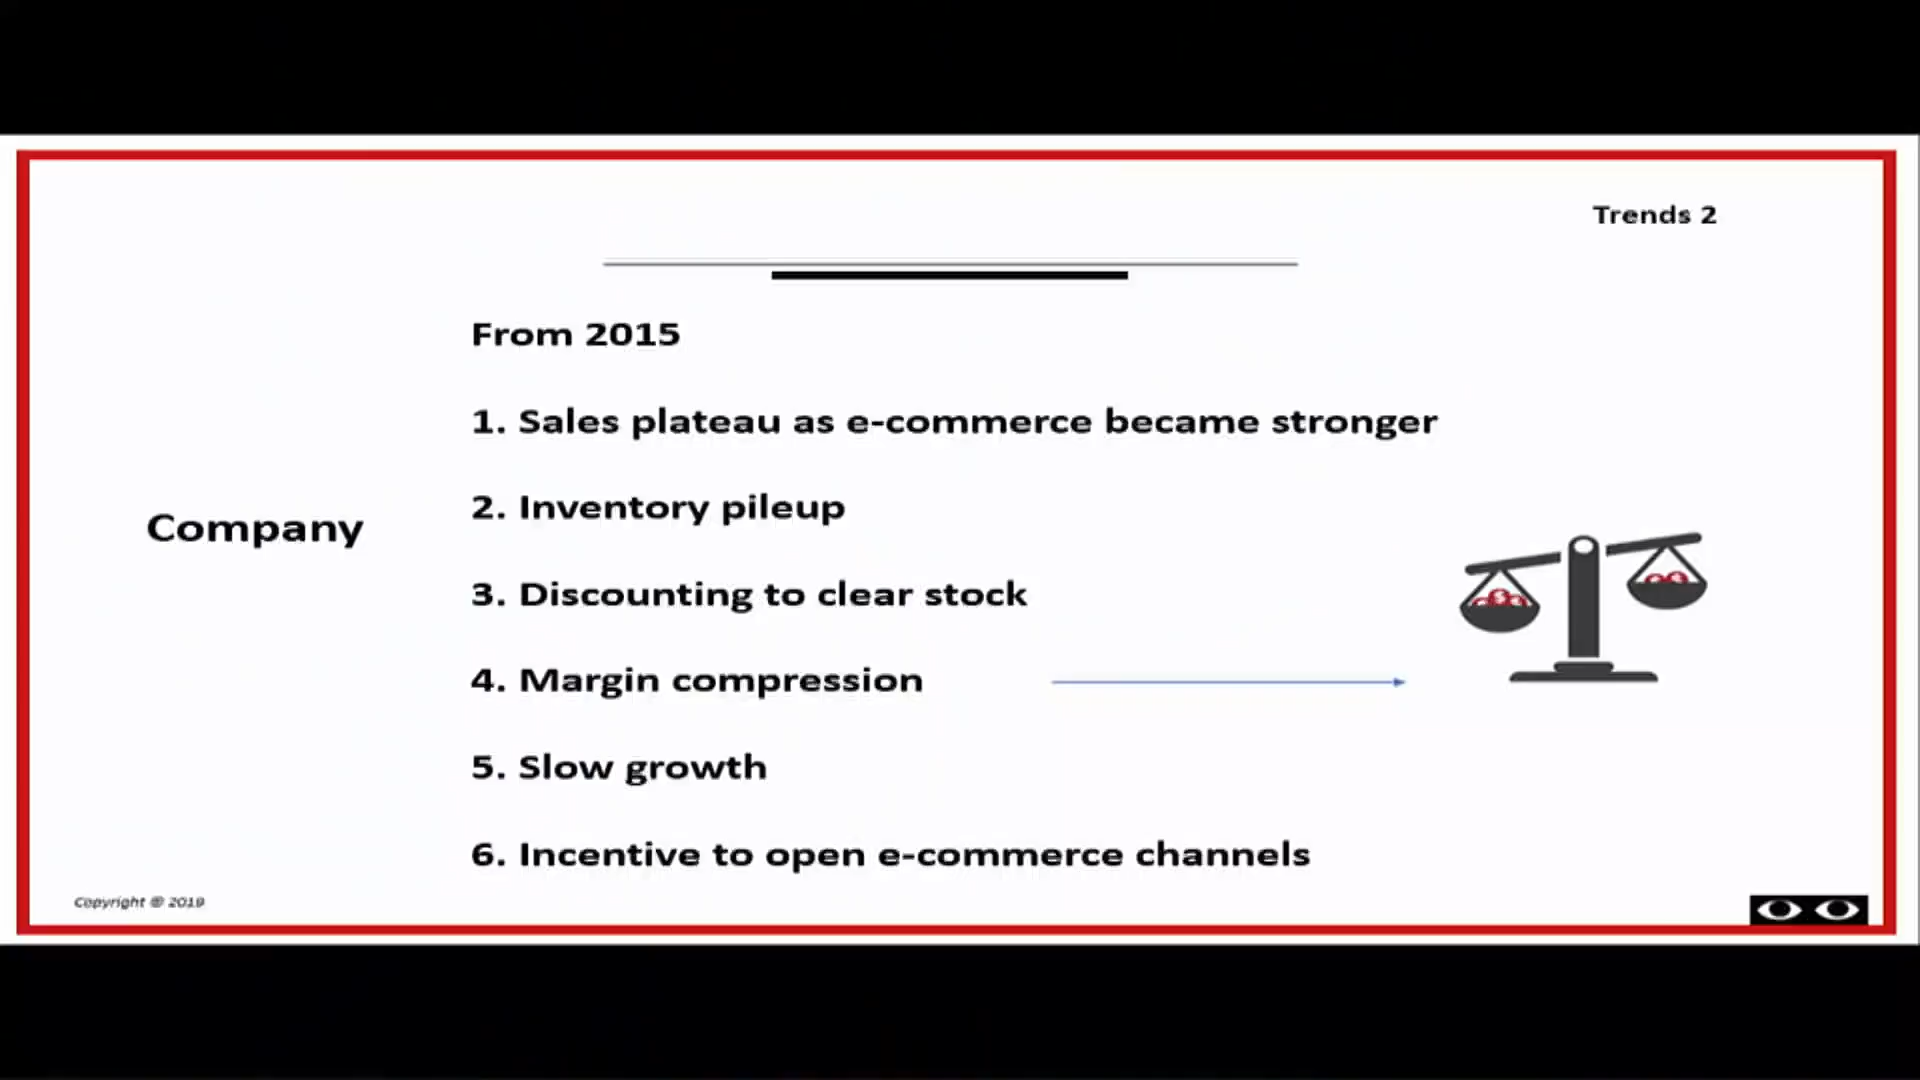 Trends 2
From 2015
1. Sales plateau as e-commerce became stronger
2. Inventory pileup
Company
3. Discounting to clear stock
4. Margin compression
5. Slow growth
6. Incentive to open e-commerce channels
Copyright © 2019